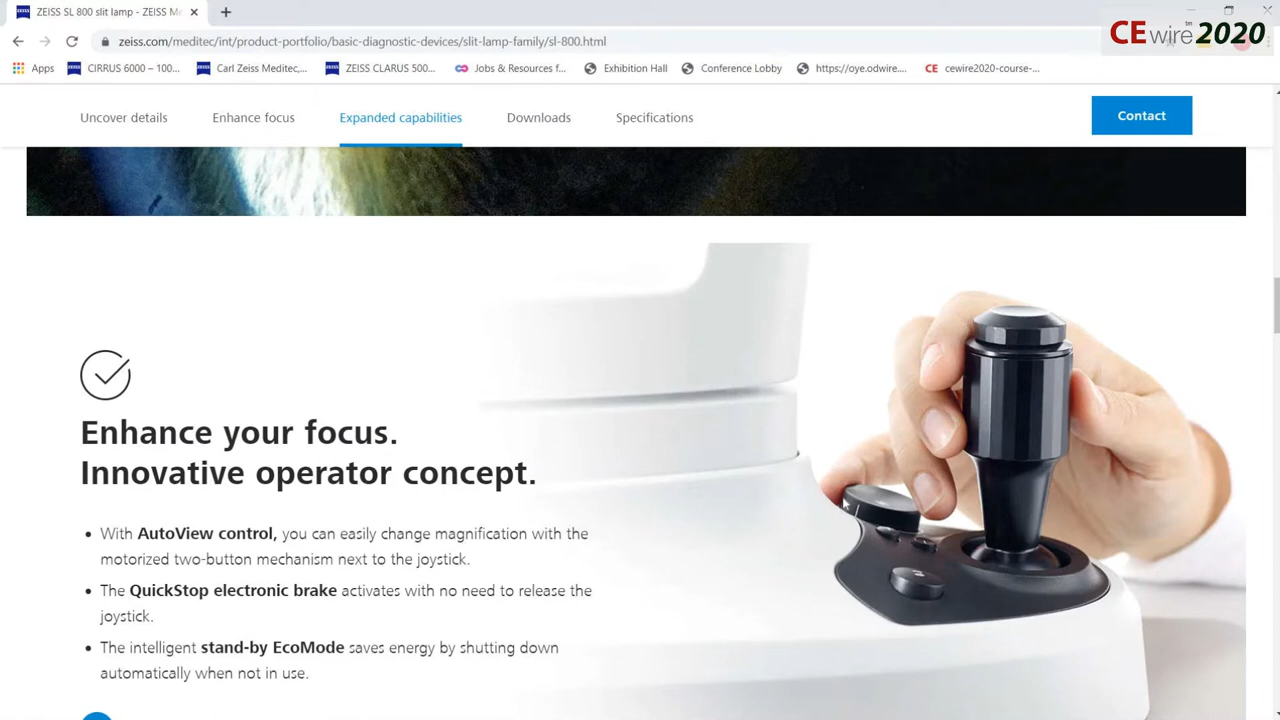 ZEISS SL 800 slit lamp - ZEISS Me
CEwire™2020
zeiss.com/meditec/int/product-portfolio/basic-diagnostic-devices/slit-lamp-family/sl-800.html
Apps
CIRRUS 6000 – 100...
Carl Zeiss Meditec,...
ZEISS CLARUS 500...
Jobs & Resources f...
Exhibition Hall
Conference Lobby
https://oye.odwire....
CE cewire2020-course-...
Uncover details
Enhance focus
Expanded capabilities
Downloads
Specifications
Contact
Enhance your focus.
Innovative operator concept.
With AutoView control, you can easily change magnification with the
motorized two-button mechanism next to the joystick.
The QuickStop electronic brake activates with no need to release the
joystick.
The intelligent stand-by EcoMode saves energy by shutting down
automatically when not in use.